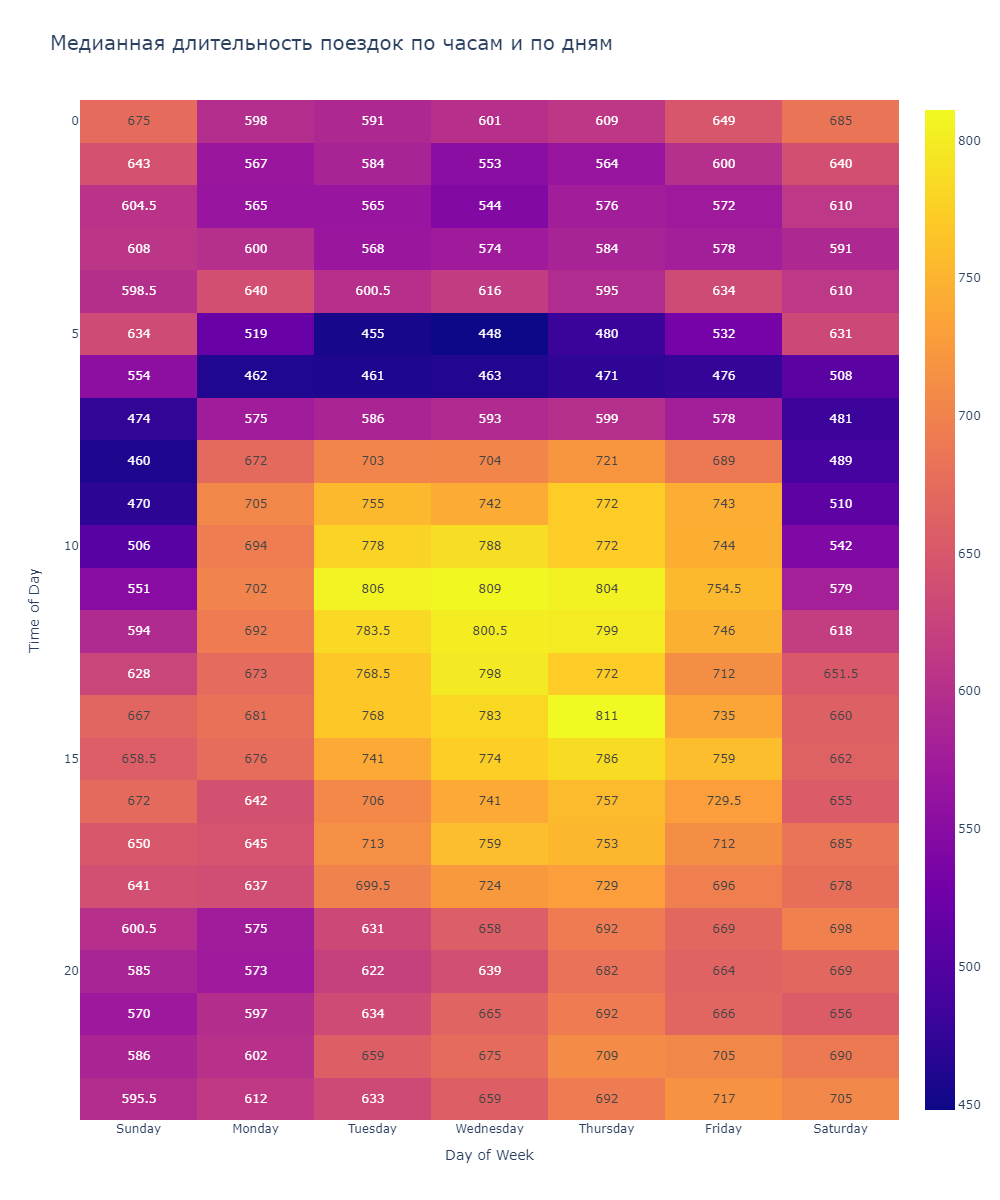 Медианная длительность поездок по часам и по дням
0 675 598 591 601 609 649 685
643 567 584 553 564 600 640
604.5 565 565 544 576 572 610
608 600 568 574 584 578 591
598.5 640 600.5 616 595 634 610
5 634 519 455 448 480 532 631
554 462 461 463 471 476 508
474 575 586 593 599 578 481
460 672 703 704 721 689 489
470 705 755 742 772 743 510
10 506 694 778 788 772 744 542
551 702 806 809 804 754.5 579
594 692 783.5 800.5 799 746 618
628 673 768.5 798 772 712 651.5
667 681 768 783 811 735 660
15 658.5 676 741 774 786 759 662
672 642 706 741 757 729.5 655
650 645 713 759 753 712 685
641 637 699.5 724 729 696 678
600.5 575 631 658 692 669 698
20 585 573 622 639 682 664 669
570 597 634 665 692 666 656
586 602 659 675 709 705 690
595.5 612 633 659 692 717 705
Sunday Monday Tuesday Wednesday Thursday Friday Saturday
Day of Week
Time of Day
800
750
700
650
600
550
500
450